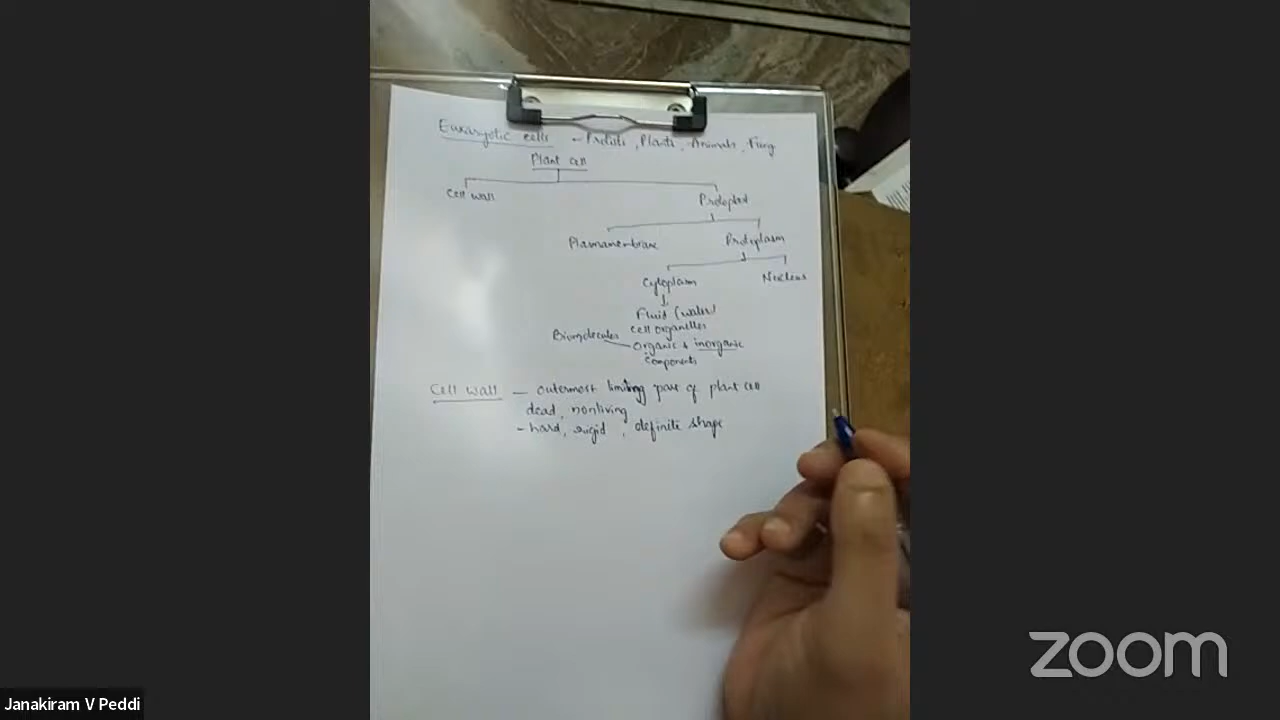 Eukaryotic cells - Protists, Plants, Animals, Fungi
Plant cell
Cell wall Protoplast
Plasmamembrane Protoplasm
Cytoplasm Nucleus
Fluid (water)
cell organelles
Biomolecules organic & inorganic
components
Cell wall - outermost limiting part of plant cell
dead, nonliving
- hard, rigid, definite shape
Janakiram V Peddi
zoom